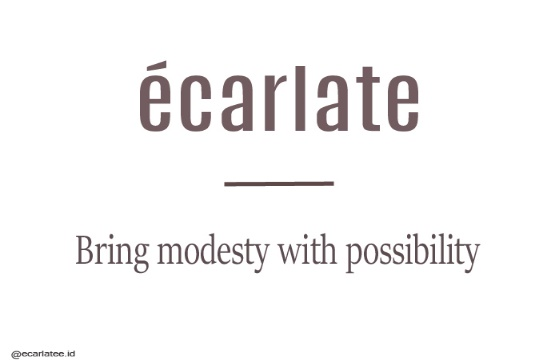 écarlate
Bring modesty with possibility
@ecarlatee.id